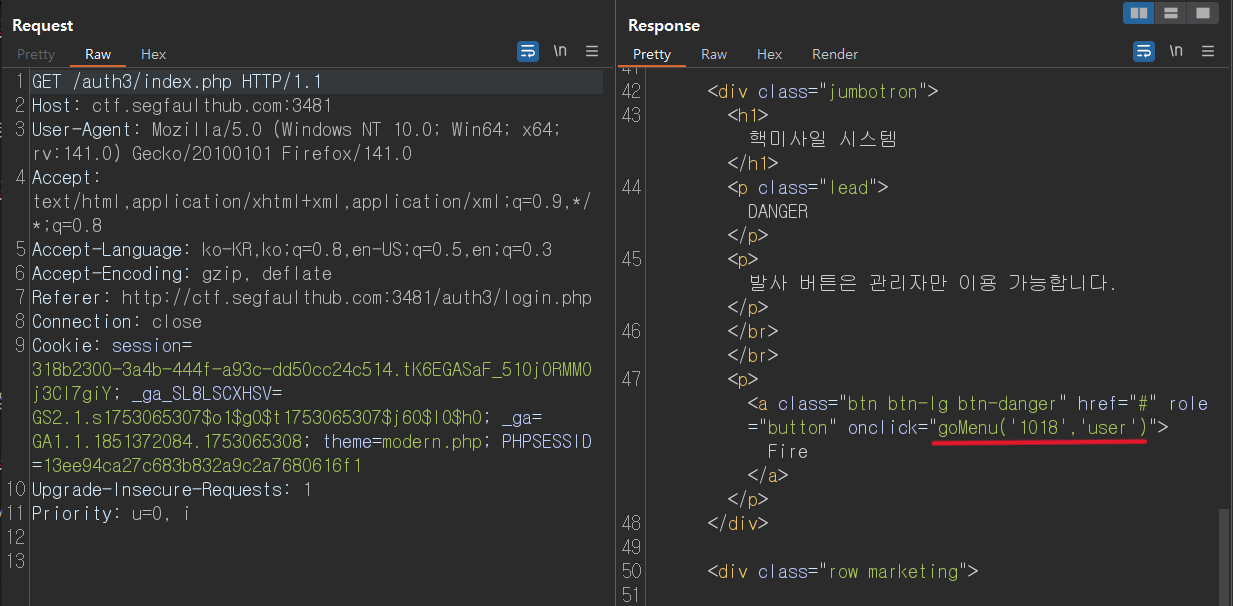 Request
Pretty Raw Hex
\n
1 GET /auth3/index.php HTTP/1.1
2 Host: ctf.segfaulthub.com:3481
3 User-Agent: Mozilla/5.0 (Windows NT 10.0; Win64; x64;
rv:141.0) Gecko/20100101 Firefox/141.0
4 Accept:
text/html,application/xhtml+xml,application/xml;q=0.9,*/
*;q=0.8
5 Accept-Language: ko-KR,ko;q=0.8,en-US;q=0.5,en;q=0.3
6 Accept-Encoding: gzip, deflate
7 Referer: http://ctf.segfaulthub.com:3481/auth3/login.php
8 Connection: close
9 Cookie: session=
318b2300-3a4b-444f-a93c-dd50cc24c514.tK6EGASaF_510j0RMM0
j3Cl7giY; _ga_SL8LSCXHSV=
GS2.1.s1753065307$o1$g0$t1753065307$j60$l0$h0; _ga=
GA1.1.1851372084.1753065308; theme=modern.php; PHPSESSID
=13ee94ca27c683b832a9c2a7680616f1
10 Upgrade-Insecure-Requests: 1
11 Priority: u=0, i
12
13
Response
Pretty Raw Hex Render
\n
41
42 <div class="jumbotron">
43 <h1>
핵미사일 시스템
</h1>
44 <p class="lead">
DANGER
</p>
45 <p>
발사 버튼은 관리자만 이용 가능합니다.
</p>
46 </br>
</br>
47 <p>
<a class="btn btn-lg btn-danger" href="#" role
="button" onclick="goMenu('1018','user')">
Fire
</a>
</p>
48 </div>
49
50 <div class="row marketing">
51